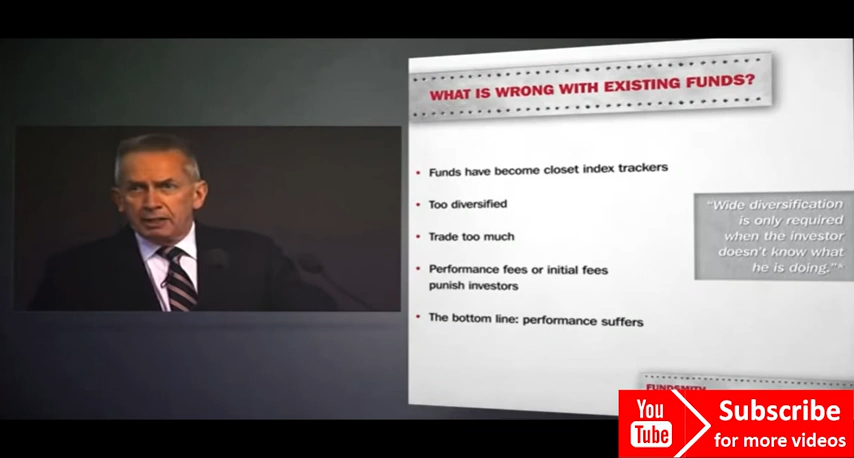 WHAT IS WRONG WITH EXISTING FUNDS?
• Funds have become closet index trackers
• Too diversified
• Trade too much
• Performance fees or initial fees
punish investors
• The bottom line: performance suffers
“Wide diversification
is only required
when the investor
doesn’t know what
he is doing.”*
FUNDSMITH
You
Tube
Subscribe
for more videos